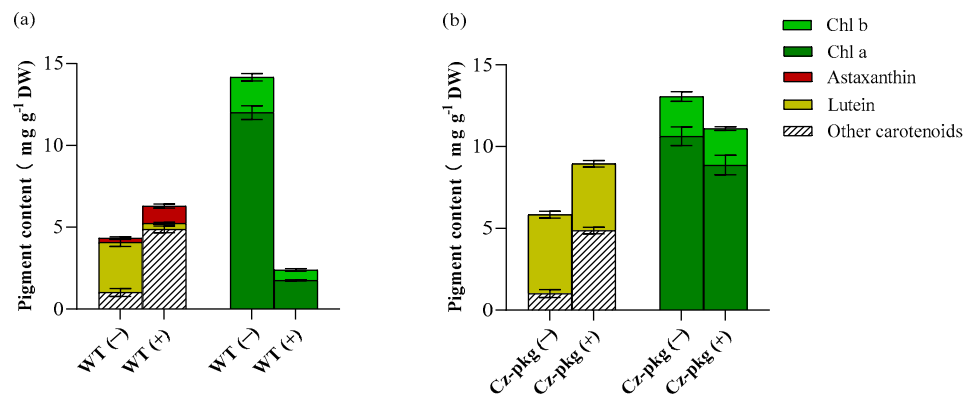 (a)
Pigment content ( mg g-1 DW)
15
10
5
0
WT (−)
WT (+)
WT (−)
WT (+)
(b)
Pigment content ( mg g-1 DW)
15
10
5
0
Cz-pkg (−)
Cz-pkg (+)
Cz-pkg (−)
Cz-pkg (+)
Chl b
Chl a
Astaxanthin
Lutein
Other carotenoids